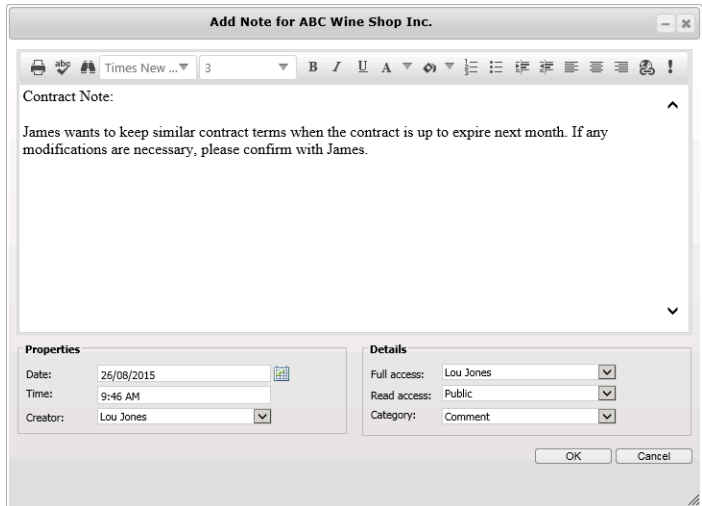 Add Note for ABC Wine Shop Inc.
abc
Times New ...
3
B I U A
Contract Note:
James wants to keep similar contract terms when the contract is up to expire next month. If any
modifications are necessary, please confirm with James.
Properties
Date: 26/08/2015
Time: 9:46 AM
Creator: Lou Jones
Details
Full access: Lou Jones
Read access: Public
Category: Comment
OK Cancel